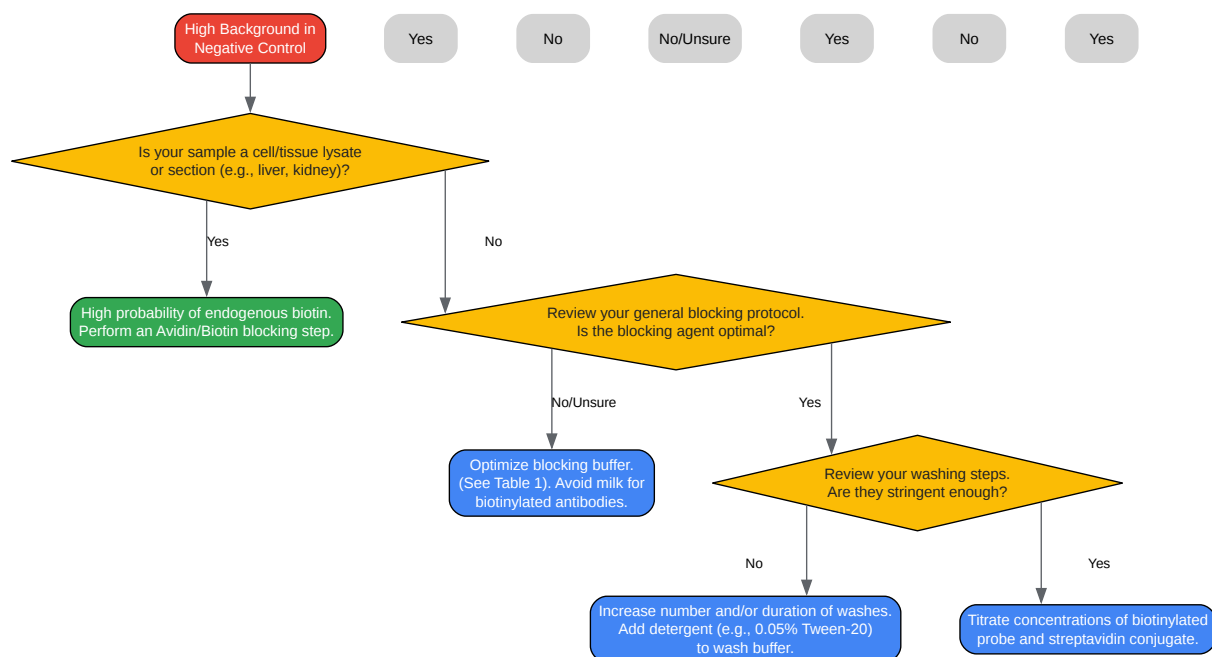 High Background in
Negative Control
Yes
No
No/Unsure
Yes
No
Yes
Is your sample a cell/tissue lysate
or section (e.g., liver, kidney)?
Yes
No
High probability of endogenous biotin.
Perform an Avidin/Biotin blocking step.
Review your general blocking protocol.
Is the blocking agent optimal?
No/Unsure
Yes
Optimize blocking buffer.
(See Table 1). Avoid milk for
biotinylated antibodies.
Review your washing steps.
Are they stringent enough?
No
Yes
Increase number and/or duration of washes.
Add detergent (e.g., 0.05% Tween-20)
to wash buffer.
Titrate concentrations of biotinylated
probe and streptavidin conjugate.